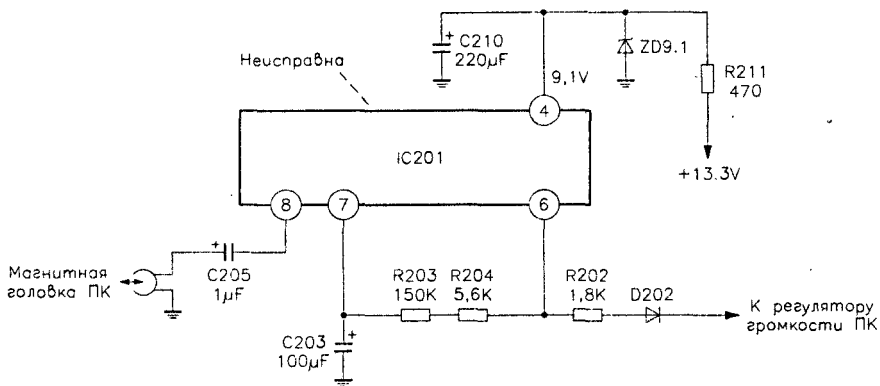 C210
220µF
ZD9.1
R211
470
Неисправна
9,1V
4
IC201
+13.3V
8
7
6
Магнитная
головка ПК
C205
1µF
R203
150K
R204
5,6K
R202
1,8K
D202
К регулятору
громкости ПК
C203
100µF